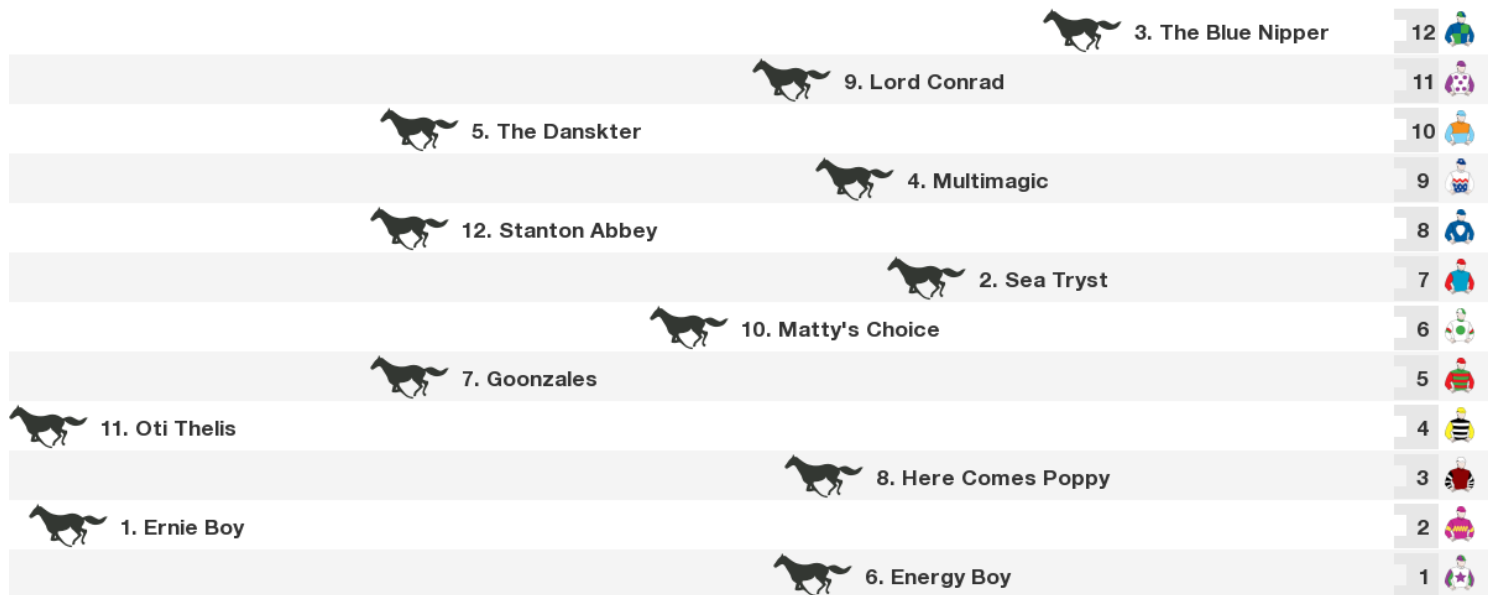 3. The Blue Nipper 12
9. Lord Conrad 11
5. The Danskter 10
4. Multimagic 9
12. Stanton Abbey 8
2. Sea Tryst 7
10. Matty's Choice 6
7. Goonzales 5
11. Oti Thelis 4
8. Here Comes Poppy 3
1. Ernie Boy 2
6. Energy Boy 1